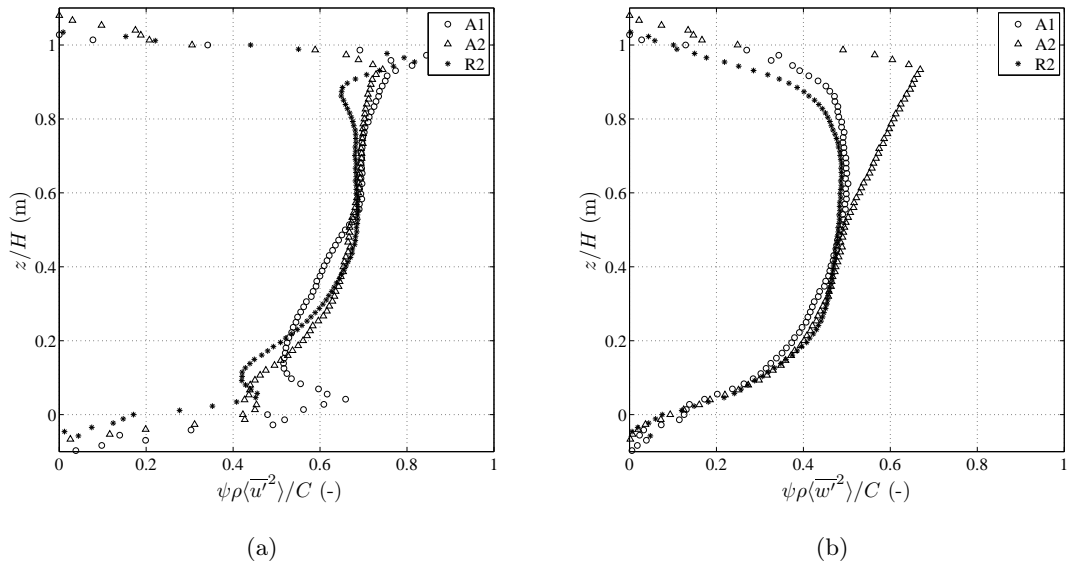 A1
A2
R2
1
0.8
0.6
0.4
0.2
0
z/H (m)
0 0.2 0.4 0.6 0.8 1
ψρ⟨\overline{u'}^2⟩/C (-)
(a)
A1
A2
R2
1
0.8
0.6
0.4
0.2
0
z/H (m)
0 0.2 0.4 0.6 0.8 1
ψρ⟨\overline{w'}^2⟩/C (-)
(b)